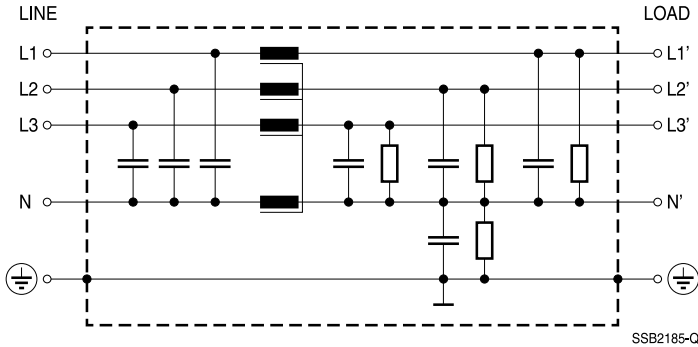 LINE LOAD
L1 L1'
L2 L2'
L3 L3'
N N'
SSB2185-Q